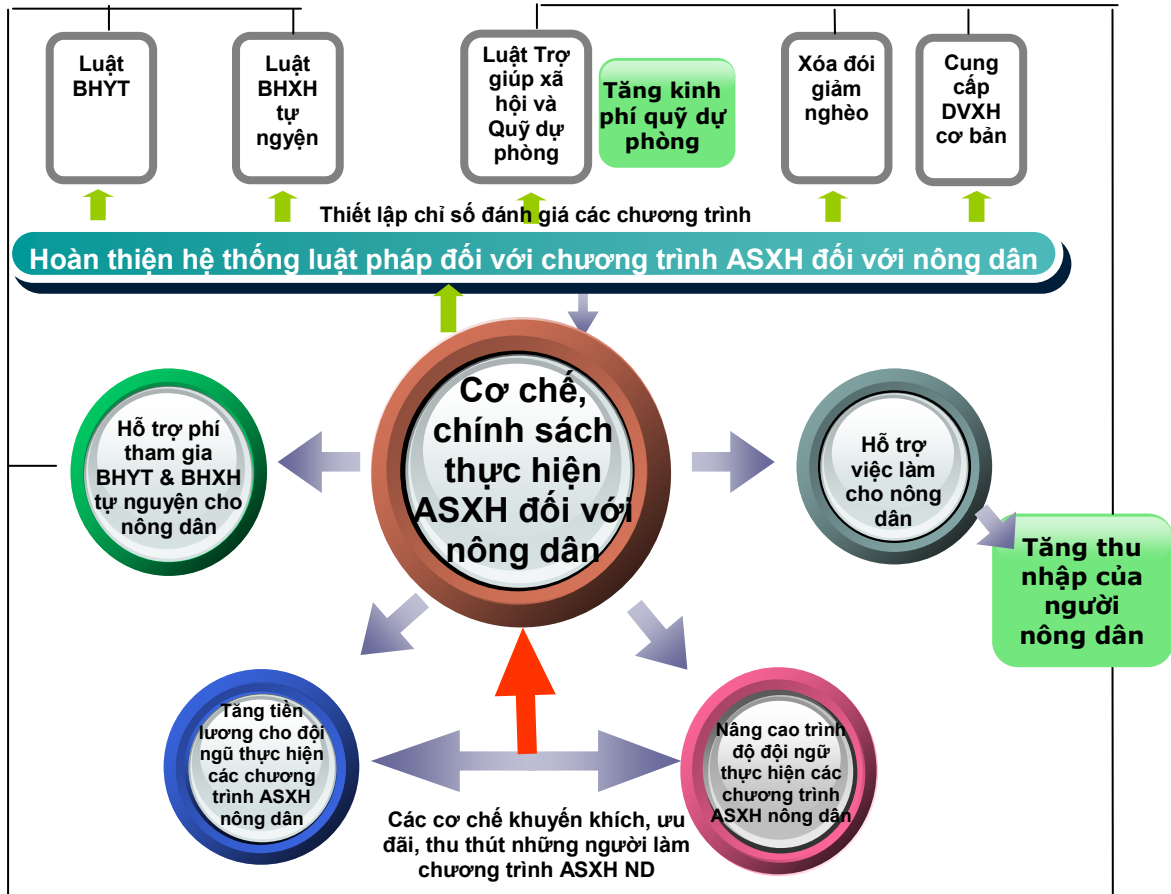 Luật
BHYT
Luật
BHXH
tự
ngyện
Luật Trợ
giúp xã
hội và
Quỹ dự
phòng
Tăng kinh
phí quỹ dự
phòng
Xóa đói
giảm
nghèo
Cung
cấp
DVXH
cơ bản
Thiết lập chỉ số đánh giá các chương trình
Hoàn thiện hệ thống luật pháp đối với chương trình ASXH đối với nông dân
Cơ chế,
chính sách
thực hiện
ASXH đối với
nông dân
Hỗ trợ phí
tham gia
BHYT & BHXH
tự nguyện cho
nông dân
Hỗ trợ
việc làm
cho nông
dân
Tăng thu
nhập của
người
nông dân
Tăng tiền
lương cho đội
ngũ thực hiện
các chương
trình ASXH
nông dân
Nâng cao trình
độ đội ngữ
thực hiện các
chương trình
ASXH nông dân
Các cơ chế khuyến khích, ưu
đãi, thu thút những người làm
chương trình ASXH ND